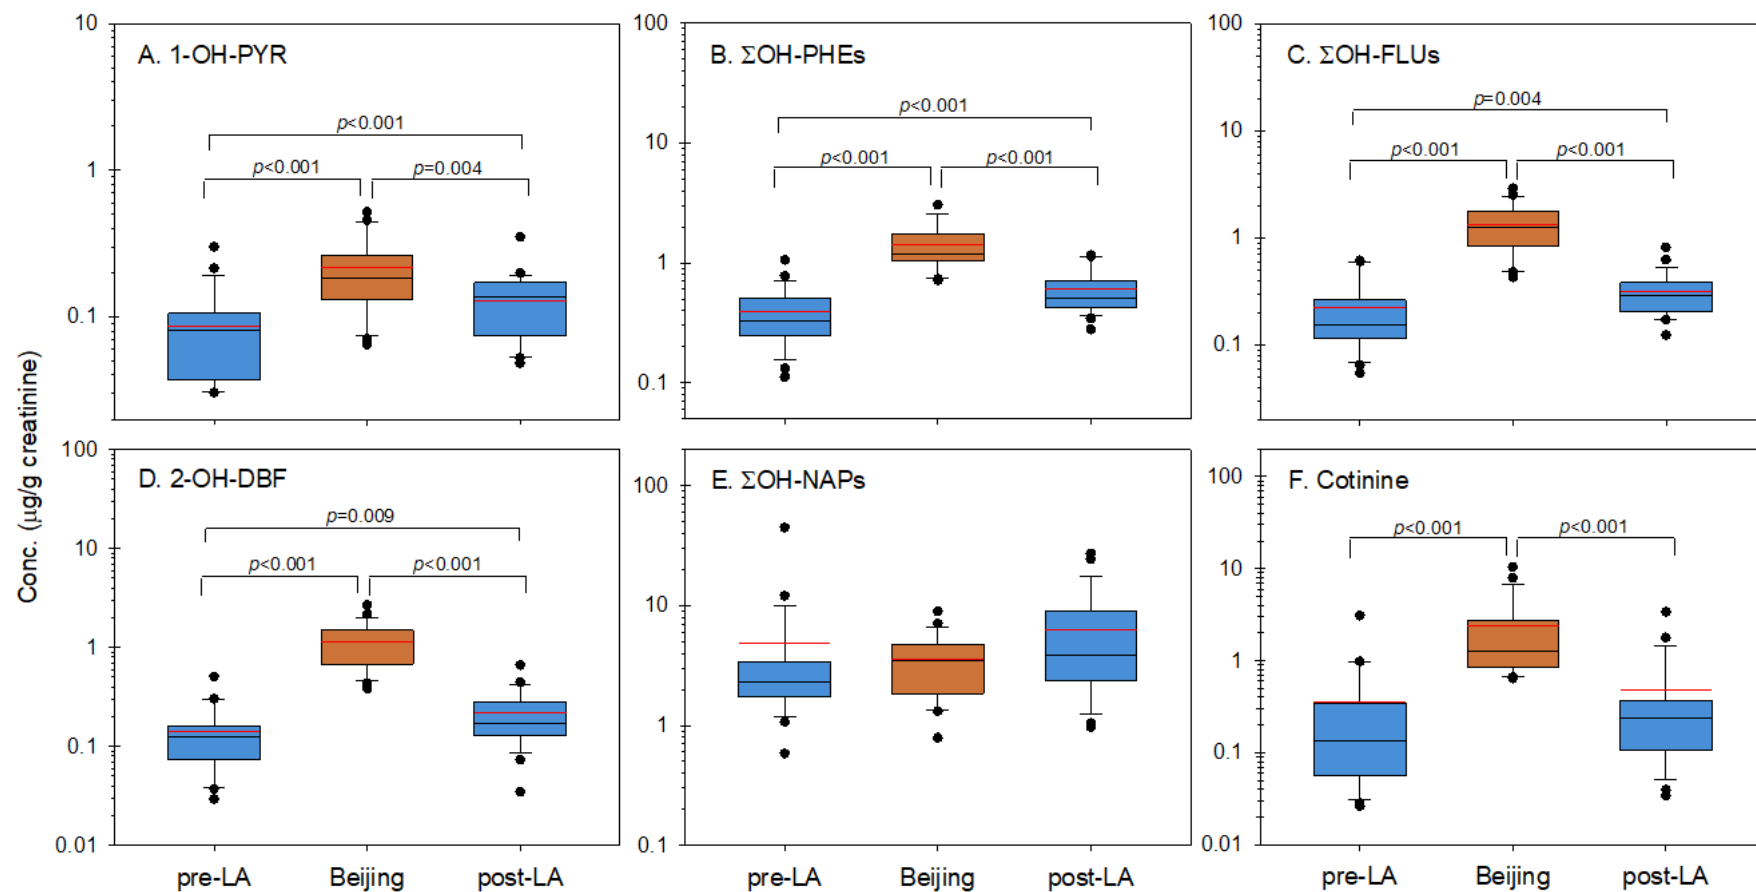 A. 1-OH-PYR
10
1
0.1
p<0.001
p<0.001
p=0.004
B. ΣOH-PHEs
100
10
1
0.1
p<0.001
p<0.001
p<0.001
C. ΣOH-FLUs
100
10
1
0.1
p=0.004
p<0.001
p<0.001
Conc. (μg/g creatinine)
D. 2-OH-DBF
100
10
1
0.1
0.01
p=0.009
p<0.001
p<0.001
pre-LA Beijing post-LA
E. ΣOH-NAPs
100
10
1
0.1
pre-LA Beijing post-LA
F. Cotinine
100
10
1
0.1
0.01
p<0.001
p<0.001
pre-LA Beijing post-LA